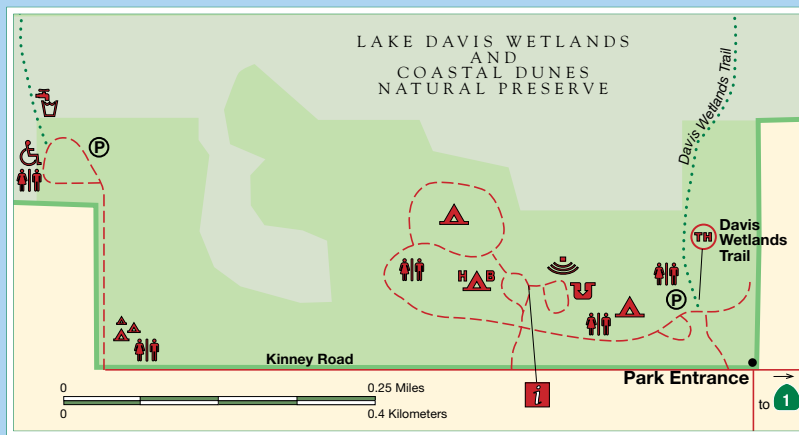 LAKE DAVIS WETLANDS
AND
COASTAL DUNES
NATURAL PRESERVE
Davis Wetlands Trail
P
TH
Davis
Wetlands
Trail
H B
P
Kinney Road
Park Entrance
0 0.25 Miles
0 0.4 Kilometers
i
to 1